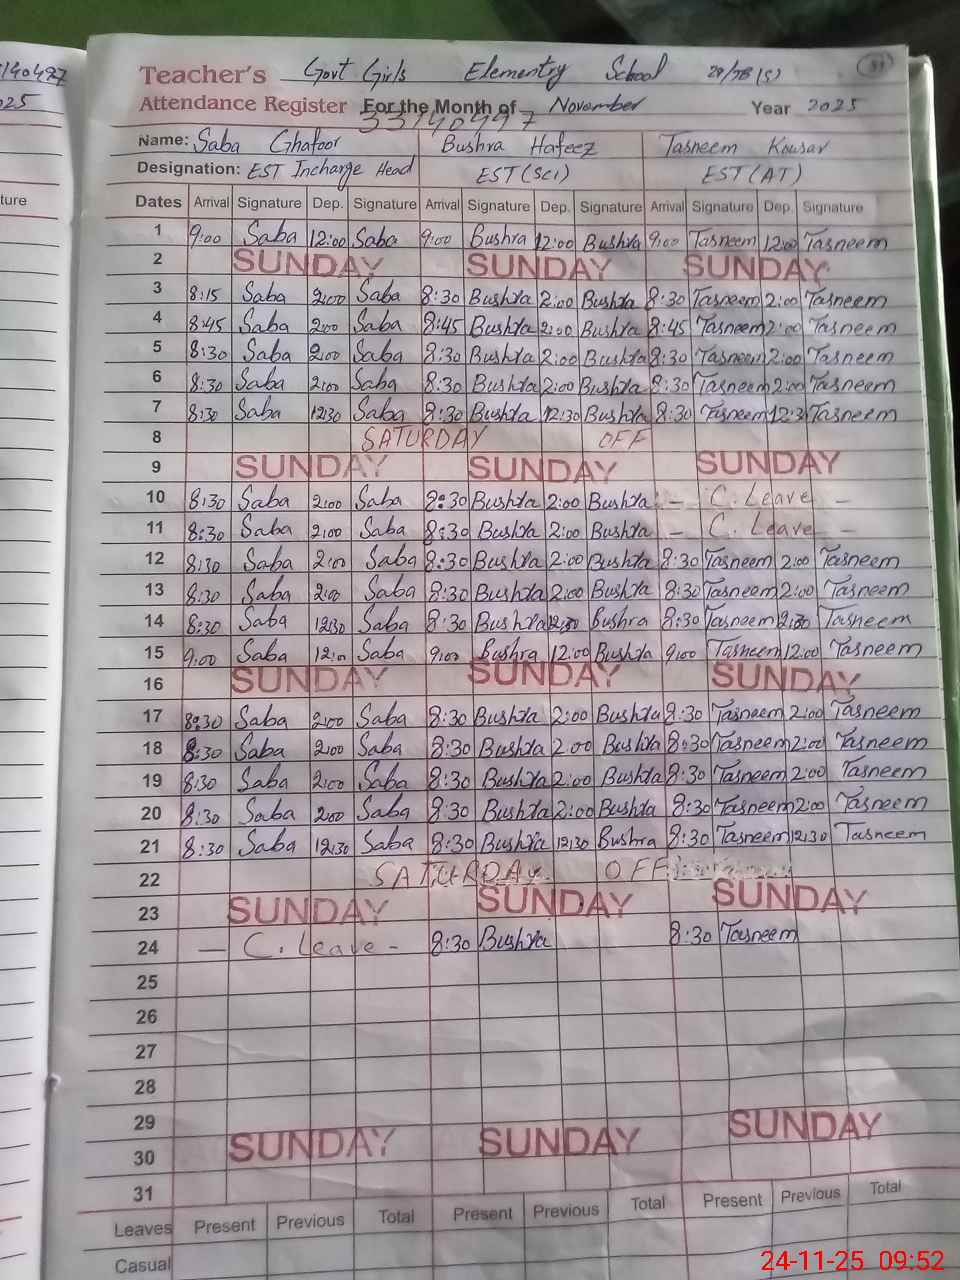 140497
025
ture
Teacher's Govt Girls Elementry School 28/TB(S) 31
Attendance Register For the Month of November Year 2025
33140497
Name: Saba Ghafoor Bushra Hafeez Tasneem Kousar
Designation: EST Incharge Head EST (SCI) EST (AT)
Dates Arrival Signature Dep. Signature Arrival Signature Dep. Signature Arrival Signature Dep. Signature
1 9:00 Saba 12:00 Saba 9:00 Bushra 12:00 Bushra 9:00 Tasneem 12:00 Tasneem
2 SUNDAY SUNDAY SUNDAY
3 8:15 Saba 2:00 Saba 8:30 Bushra 2:00 Bushra 8:30 Tasneem 2:00 Tasneem
4 8:45 Saba 2:00 Saba 8:45 Bushra 2:00 Bushra 8:45 Tasneem 2:00 Tasneem
5 8:30 Saba 2:00 Saba 8:30 Bushra 2:00 Bushra 8:30 Tasneem 2:00 Tasneem
6 8:30 Saba 2:00 Saba 8:30 Bushra 2:00 Bushra 8:30 Tasneem 2:00 Tasneem
7 8:30 Saba 12:30 Saba 8:30 Bushra 12:30 Bushra 8:30 Tasneem 12:3 Tasneem
8 SATURDAY OFF
9 SUNDAY SUNDAY SUNDAY
10 8:30 Saba 2:00 Saba 8:30 Bushra 2:00 Bushra - C. Leave -
11 8:30 Saba 2:00 Saba 8:30 Bushra 2:00 Bushra - C. Leave -
12 8:30 Saba 2:00 Saba 8:30 Bushra 2:00 Bushra 8:30 Tasneem 2:00 Tasneem
13 8:30 Saba 2:00 Saba 8:30 Bushra 2:00 Bushra 8:30 Tasneem 2:00 Tasneem
14 8:30 Saba 12:30 Saba 8:30 Bushra 12:30 Bushra 8:30 Tasneem 2:30 Tasneem
15 9:00 Saba 12:00 Saba 9:00 Bushra 12:00 Bushra 9:00 Tasneem 12:00 Tasneem
16 SUNDAY SUNDAY SUNDAY
17 8:30 Saba 2:00 Saba 8:30 Bushra 2:00 Bushra 8:30 Tasneem 2:00 Tasneem
18 8:30 Saba 2:00 Saba 8:30 Bushra 2:00 Bushra 8:30 Tasneem 2:00 Tasneem
19 8:30 Saba 2:00 Saba 8:30 Bushra 2:00 Bushra 8:30 Tasneem 2:00 Tasneem
20 8:30 Saba 2:00 Saba 8:30 Bushra 2:00 Bushra 8:30 Tasneem 2:00 Tasneem
21 8:30 Saba 12:30 Saba 8:30 Bushra 12:30 Bushra 8:30 Tasneem 12:30 Tasneem
22 SATURDAY OFF
23 SUNDAY SUNDAY SUNDAY
24 - C. Leave - 8:30 Bushra 8:30 Tasneem
25
26
27
28
29
30 SUNDAY SUNDAY SUNDAY
31
Leaves Present Previous Total Present Previous Total Present Previous Total
Casual
24-11-25 09:52